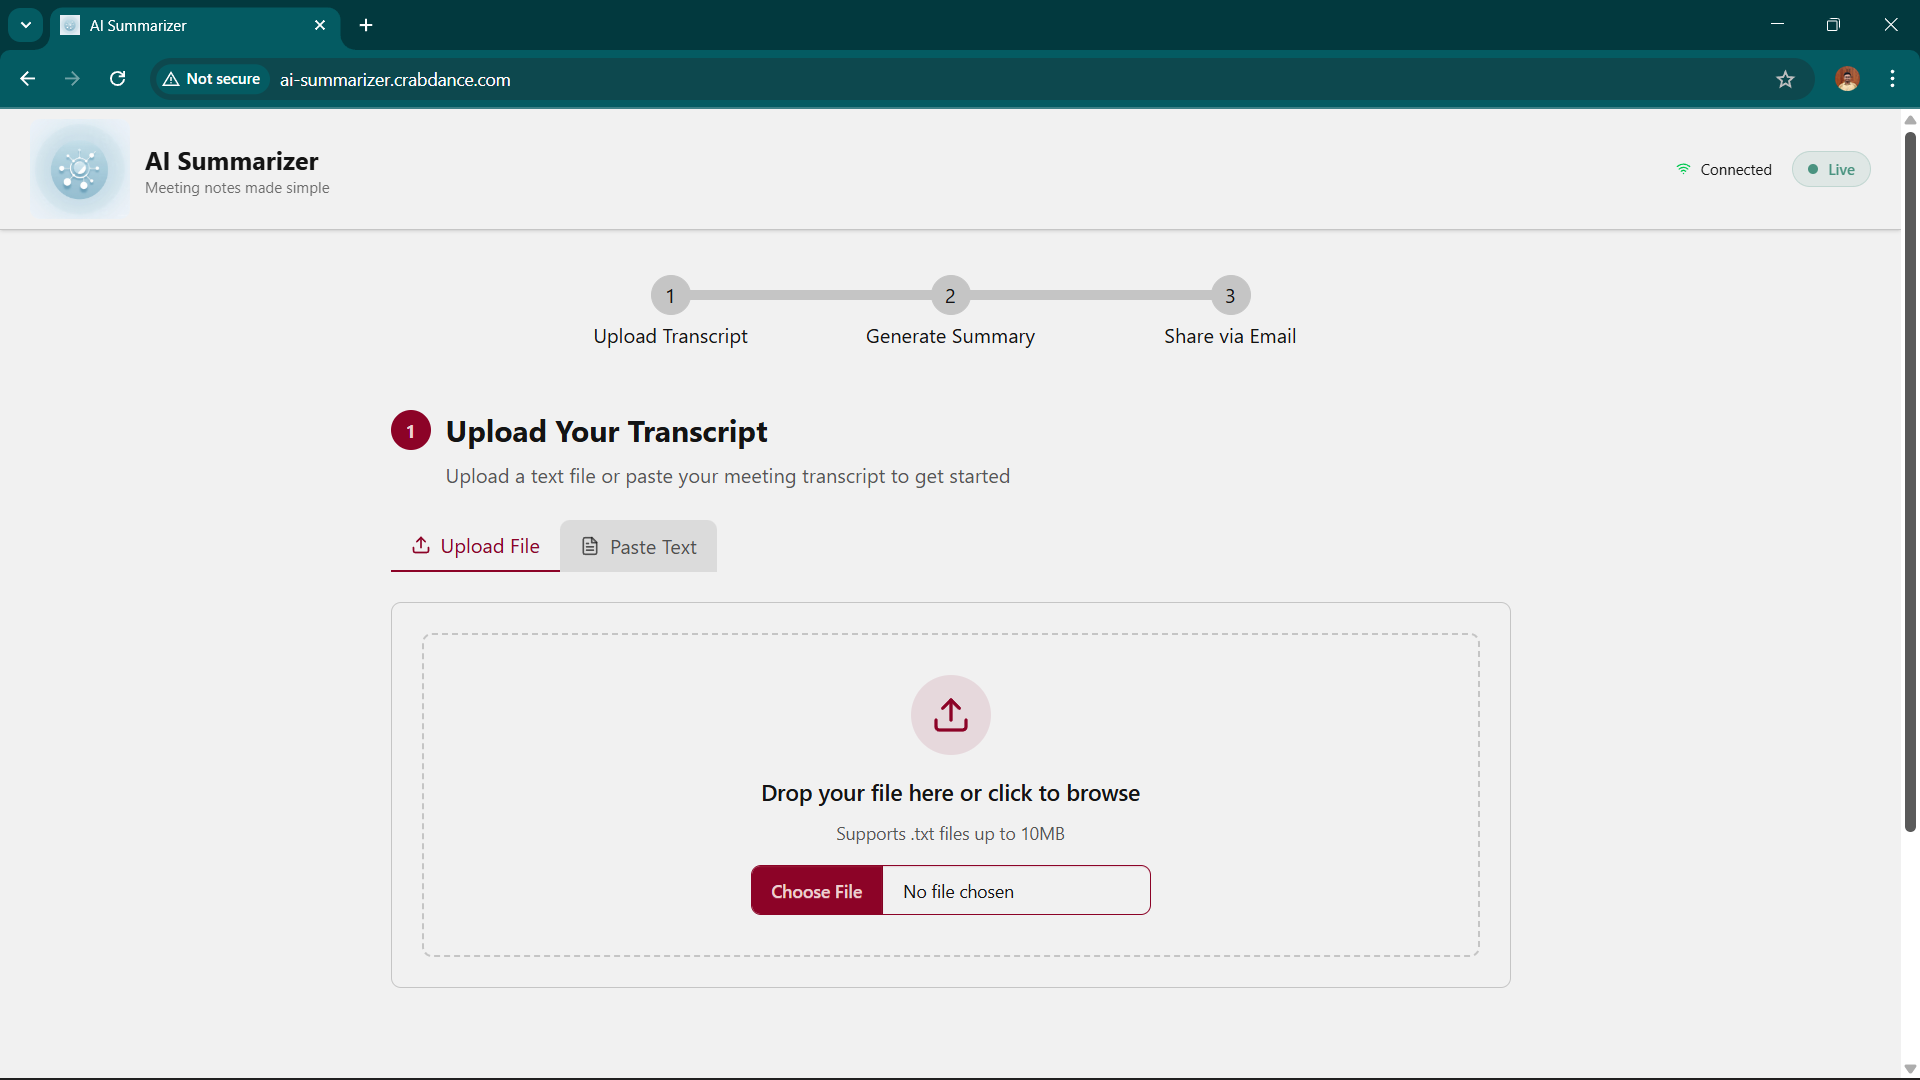 AI Summarizer
Not secure
ai-summarizer.crabdance.com
AI Summarizer
Meeting notes made simple
Connected
Live
1
2
3
Upload Transcript
Generate Summary
Share via Email
1
Upload Your Transcript
Upload a text file or paste your meeting transcript to get started
Upload File
Paste Text
Drop your file here or click to browse
Supports .txt files up to 10MB
Choose File
No file chosen